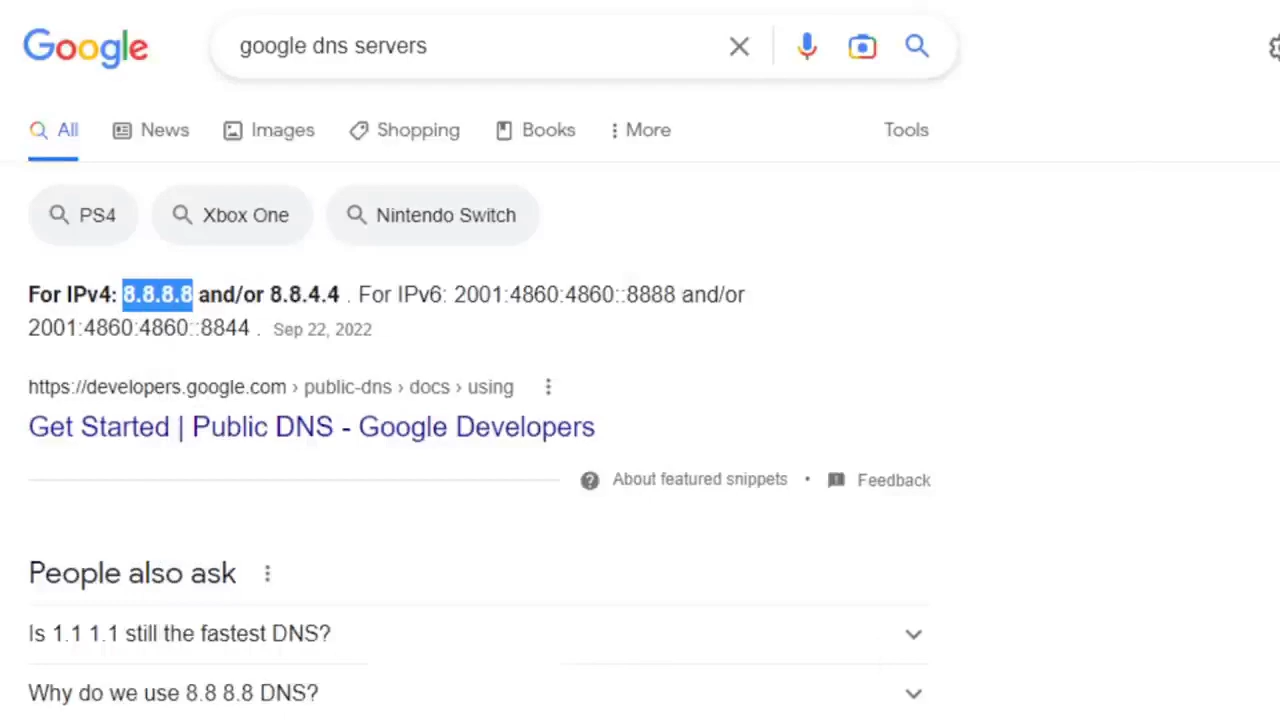 Google
google dns servers
All News Images Shopping Books More Tools
PS4 Xbox One Nintendo Switch
For IPv4: 8.8.8.8 and/or 8.8.4.4 . For IPv6: 2001:4860:4860::8888 and/or
2001:4860:4860::8844 . Sep 22, 2022
https://developers.google.com › public-dns › docs › using
Get Started | Public DNS - Google Developers
About featured snippets • Feedback
People also ask
Is 1.1 1.1 still the fastest DNS?
Why do we use 8.8 8.8 DNS?